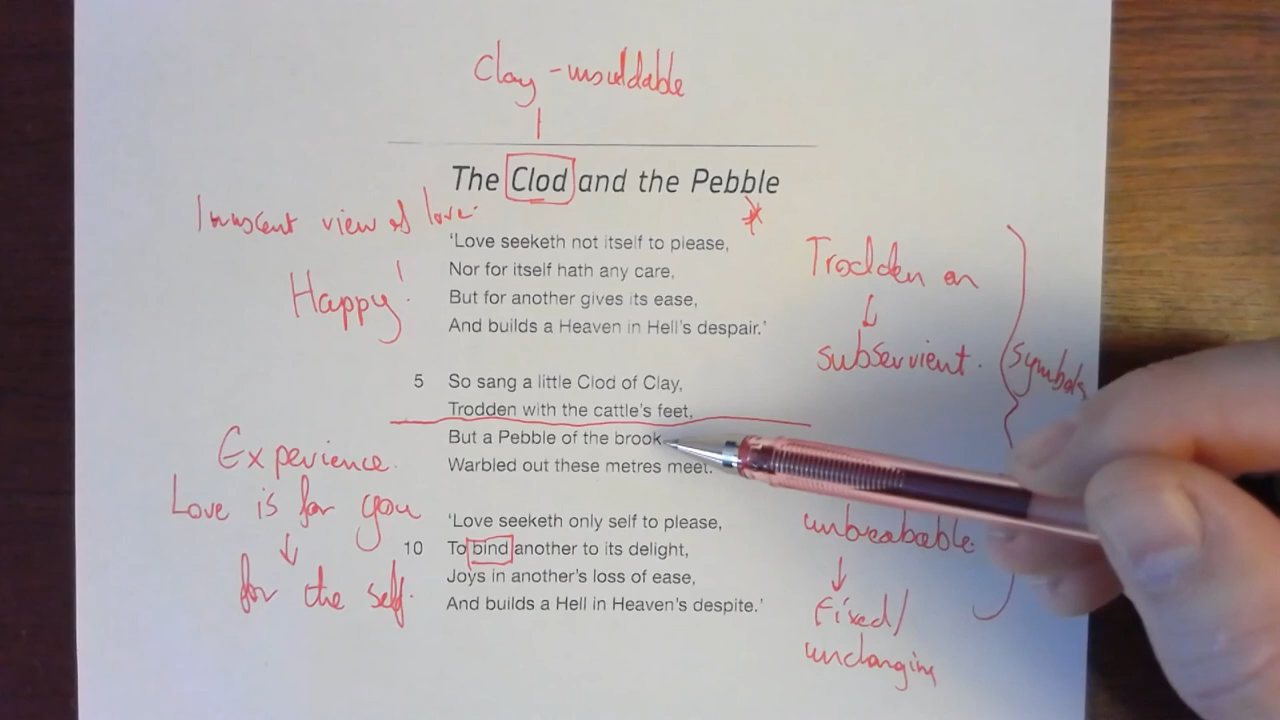 Clay - mouldable
The Clod and the Pebble
Innocent view of love.
Happy!
'Love seeketh not itself to please,
Nor for itself hath any care,
But for another gives its ease,
And builds a Heaven in Hell's despair.'
Trodden on
↓
subservient.
symbols
5 So sang a little Clod of Clay,
Trodden with the cattle's feet,
But a Pebble of the brook
Warbled out these metres meet:
Experience.
Love is for you
↓
for the self.
'Love seeketh only self to please,
10 To bind another to its delight,
Joys in another's loss of ease,
And builds a Hell in Heaven's despite.'
↓
Fixed/